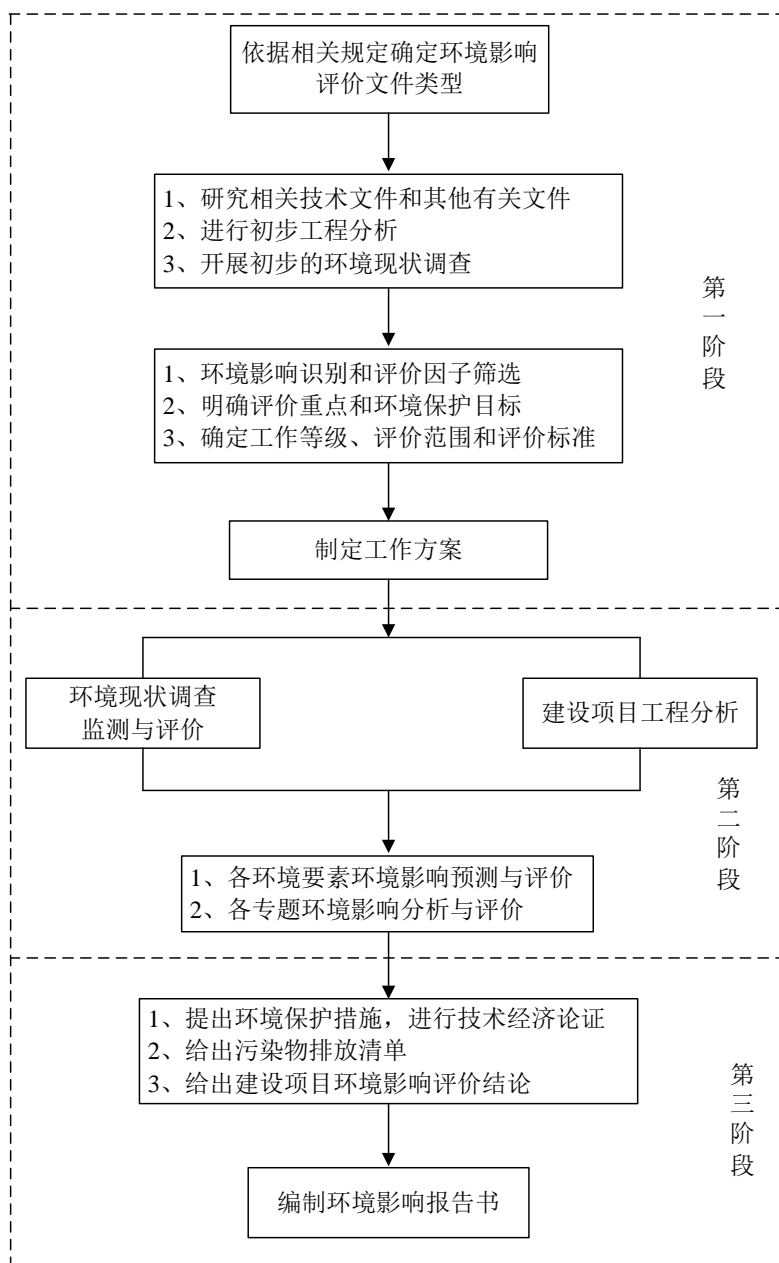 依据相关规定确定环境影响
评价文件类型
1、研究相关技术文件和其他有关文件
2、进行初步工程分析
3、开展初步的环境现状调查
第一阶段
1、环境影响识别和评价因子筛选
2、明确评价重点和环境保护目标
3、确定工作等级、评价范围和评价标准
制定工作方案
环境现状调查
监测与评价
建设项目工程分析
第二阶段
1、各环境要素环境影响预测与评价
2、各专题环境影响分析与评价
1、提出环境保护措施，进行技术经济论证
2、给出污染物排放清单
3、给出建设项目环境影响评价结论
第三阶段
编制环境影响报告书